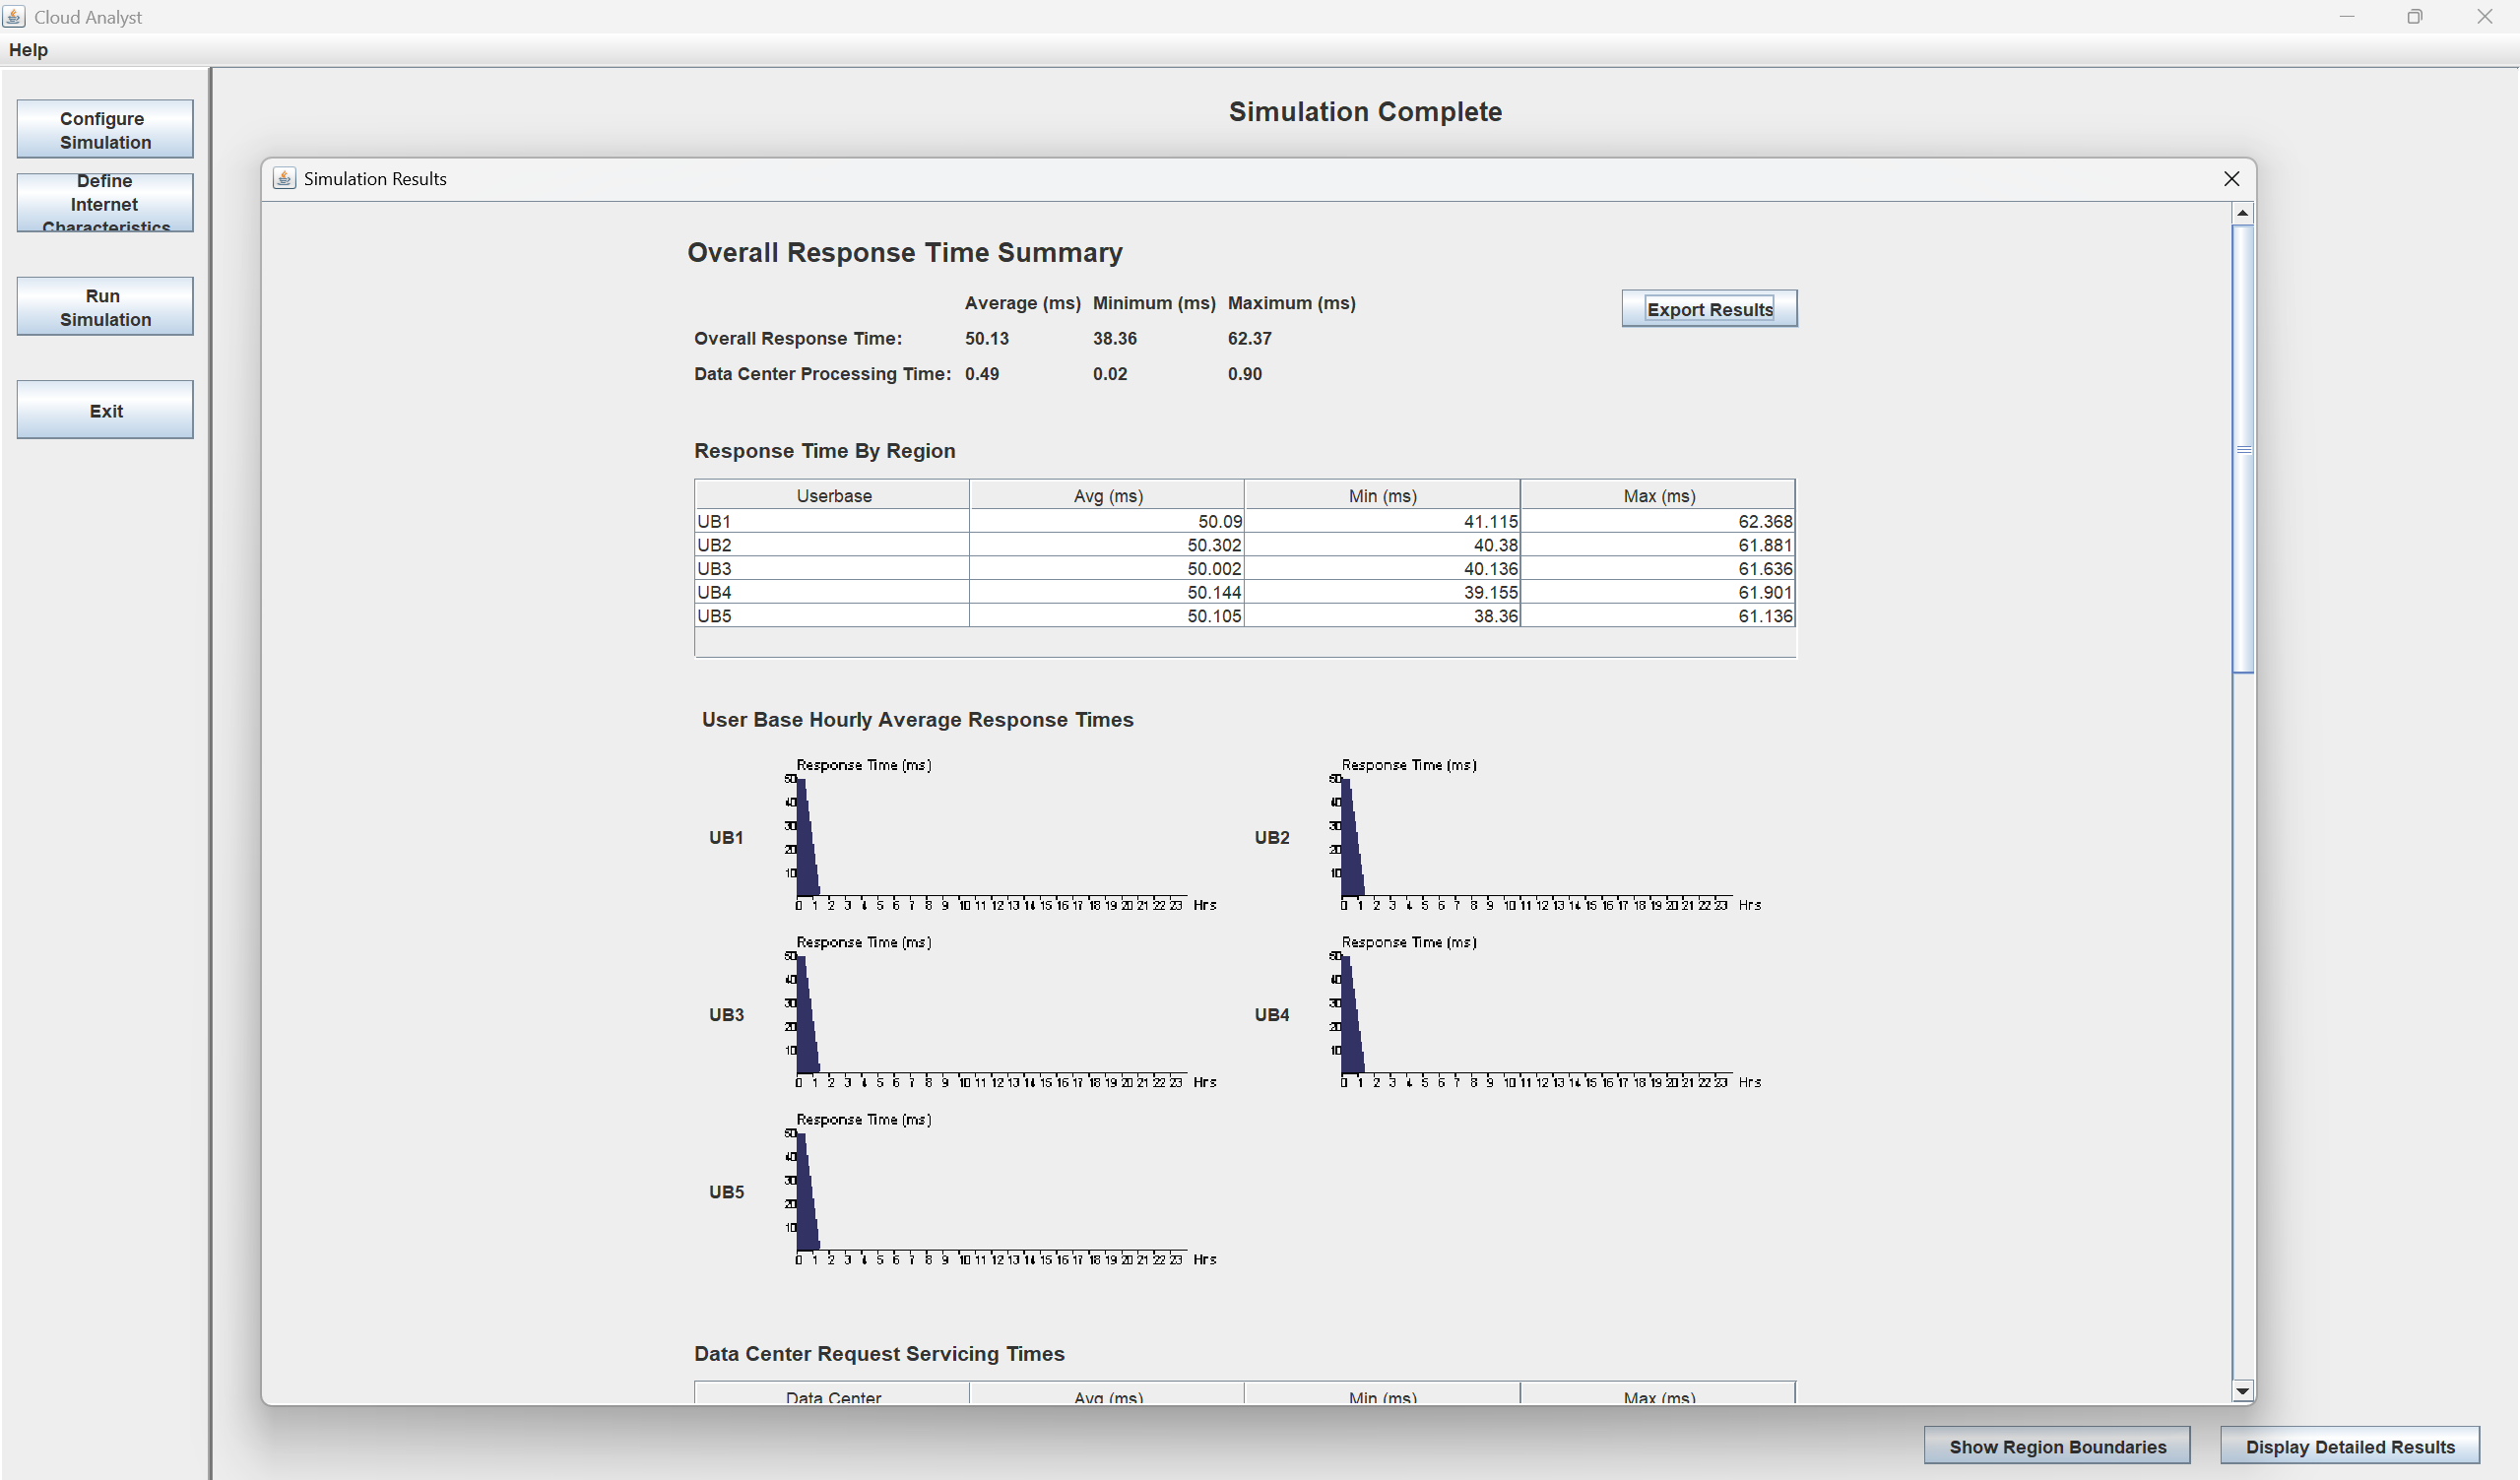 Cloud Analyst
Help
Configure
Simulation
Define
Internet
Characteristics
Run
Simulation
Exit
Simulation Complete
Simulation Results
Overall Response Time Summary
Average (ms) Minimum (ms) Maximum (ms)
Export Results
Overall Response Time: 50.13 38.36 62.37
Data Center Processing Time: 0.49 0.02 0.90
Response Time By Region
Userbase Avg (ms) Min (ms) Max (ms)
UB1 50.09 41.115 62.368
UB2 50.302 40.38 61.881
UB3 50.002 40.136 61.636
UB4 50.144 39.155 61.901
UB5 50.105 38.36 61.136
User Base Hourly Average Response Times
Response Time (ms)
50
40
30
20
10
UB1
0 1 2 3 4 5 6 7 8 9 10 11 12 13 14 15 16 17 18 19 20 21 22 23 Hrs
Response Time (ms)
50
40
30
20
10
UB2
0 1 2 3 4 5 6 7 8 9 10 11 12 13 14 15 16 17 18 19 20 21 22 23 Hrs
Response Time (ms)
50
40
30
20
10
UB3
0 1 2 3 4 5 6 7 8 9 10 11 12 13 14 15 16 17 18 19 20 21 22 23 Hrs
Response Time (ms)
50
40
30
20
10
UB4
0 1 2 3 4 5 6 7 8 9 10 11 12 13 14 15 16 17 18 19 20 21 22 23 Hrs
Response Time (ms)
50
40
30
20
10
UB5
0 1 2 3 4 5 6 7 8 9 10 11 12 13 14 15 16 17 18 19 20 21 22 23 Hrs
Data Center Request Servicing Times
Data Center Avg (ms) Min (ms) Max (ms)
Show Region Boundaries
Display Detailed Results